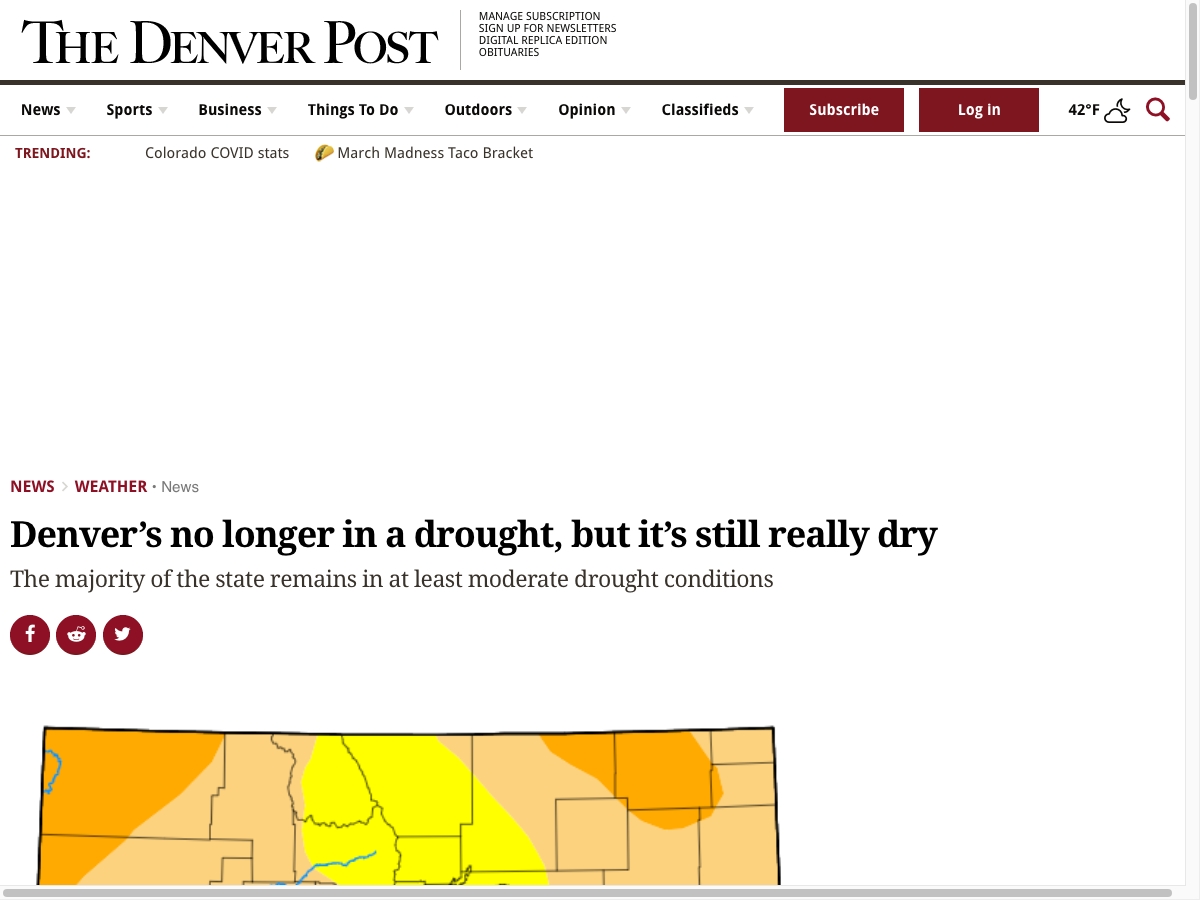 THE DENVER POST
MANAGE SUBSCRIPTION
SIGN UP FOR NEWSLETTERS
DIGITAL REPLICA EDITION
OBITUARIES
News Sports Business Things To Do Outdoors Opinion Classifieds Subscribe Log in 42°F
TRENDING: Colorado COVID stats 🌮 March Madness Taco Bracket
NEWS > WEATHER • News
Denver’s no longer in a drought, but it’s still really dry
The majority of the state remains in at least moderate drought conditions